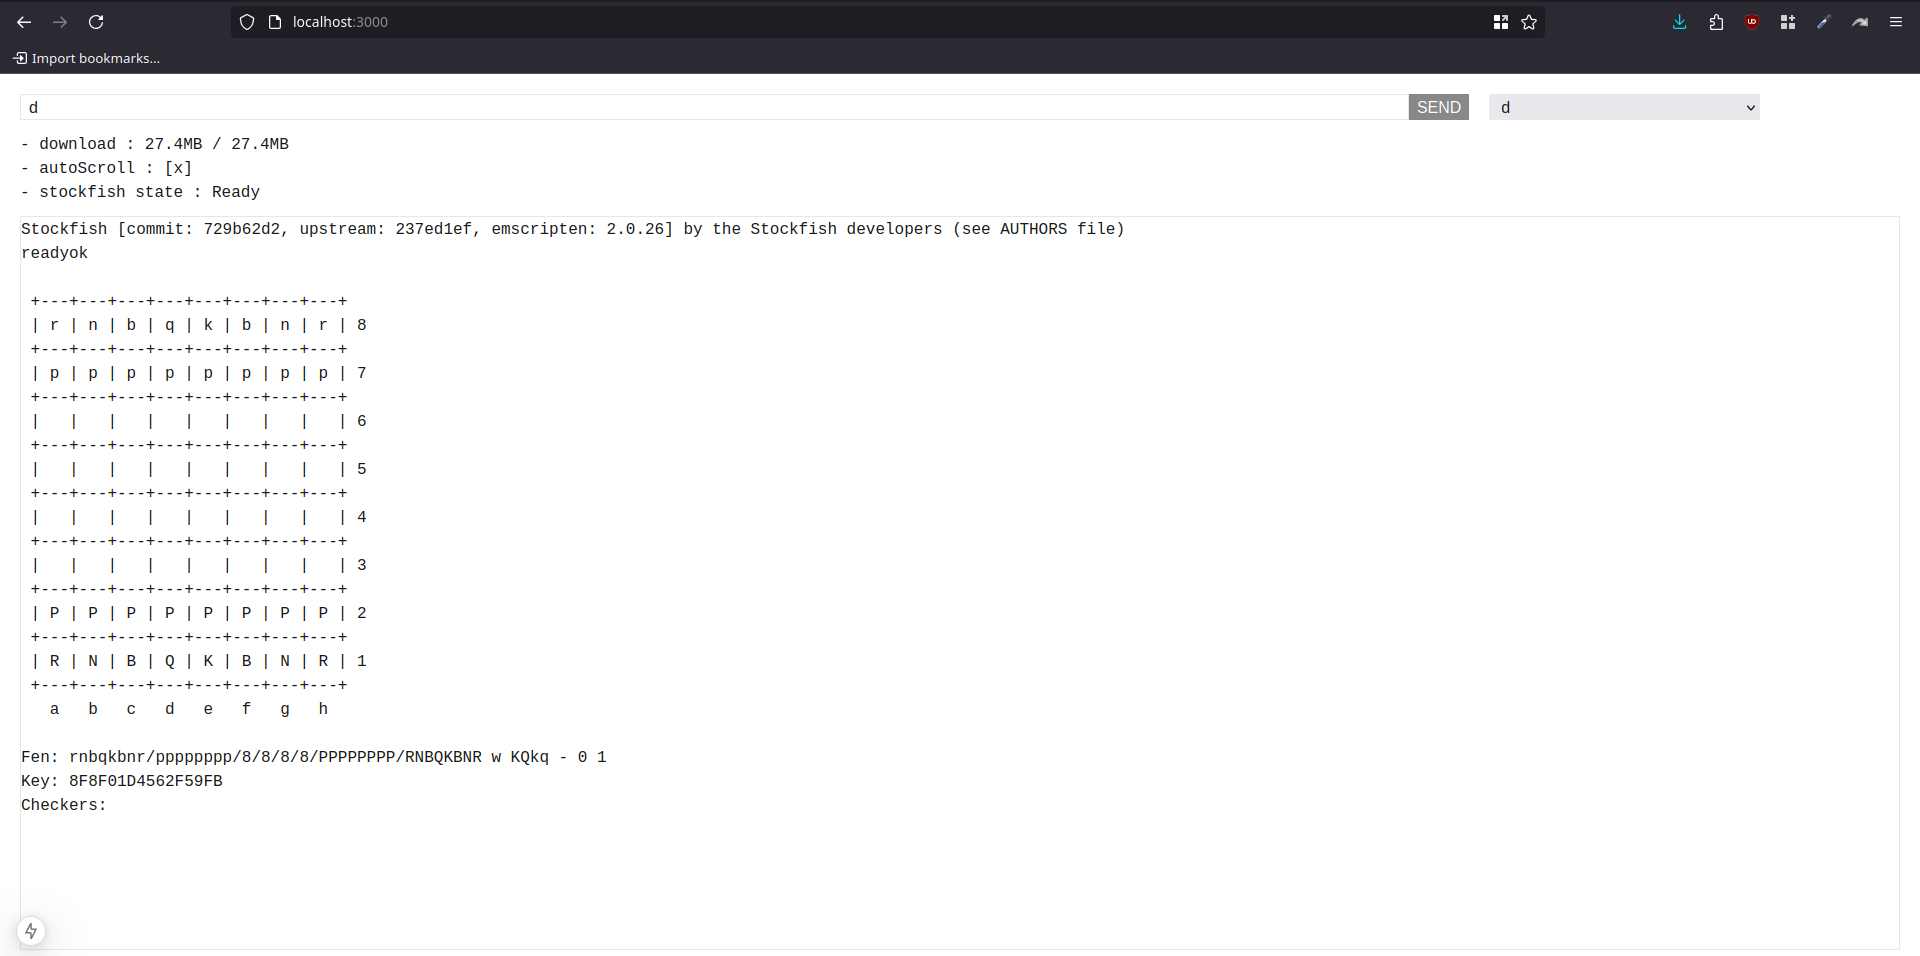 localhost:3000
Import bookmarks...
d SEND d
- download : 27.4MB / 27.4MB
- autoScroll : [x]
- stockfish state : Ready
Stockfish [commit: 729b62d2, upstream: 237ed1ef, emscripten: 2.0.26] by the Stockfish developers (see AUTHORS file)
readyok
+---+---+---+---+---+---+---+---+
| r | n | b | q | k | b | n | r | 8
+---+---+---+---+---+---+---+---+
| p | p | p | p | p | p | p | p | 7
+---+---+---+---+---+---+---+---+
|   |   |   |   |   |   |   |   | 6
+---+---+---+---+---+---+---+---+
|   |   |   |   |   |   |   |   | 5
+---+---+---+---+---+---+---+---+
|   |   |   |   |   |   |   |   | 4
+---+---+---+---+---+---+---+---+
|   |   |   |   |   |   |   |   | 3
+---+---+---+---+---+---+---+---+
| P | P | P | P | P | P | P | P | 2
+---+---+---+---+---+---+---+---+
| R | N | B | Q | K | B | N | R | 1
+---+---+---+---+---+---+---+---+
  a   b   c   d   e   f   g   h
Fen: rnbqkbnr/pppppppp/8/8/8/8/PPPPPPPP/RNBQKBNR w KQkq - 0 1
Key: 8F8F01D4562F59FB
Checkers: